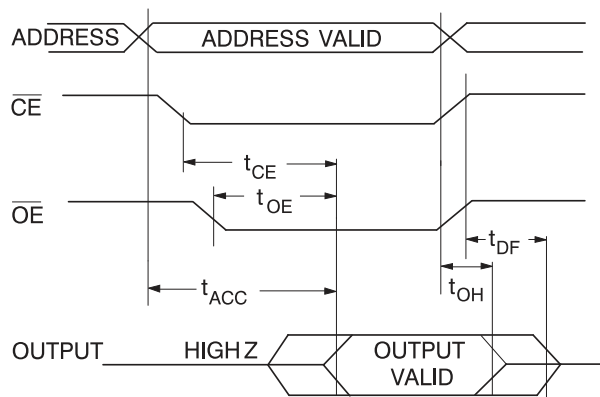 ADDRESS
ADDRESS VALID
CE
tCE
tOE
OE
tDF
tACC
tOH
OUTPUT
HIGH Z
OUTPUT
VALID